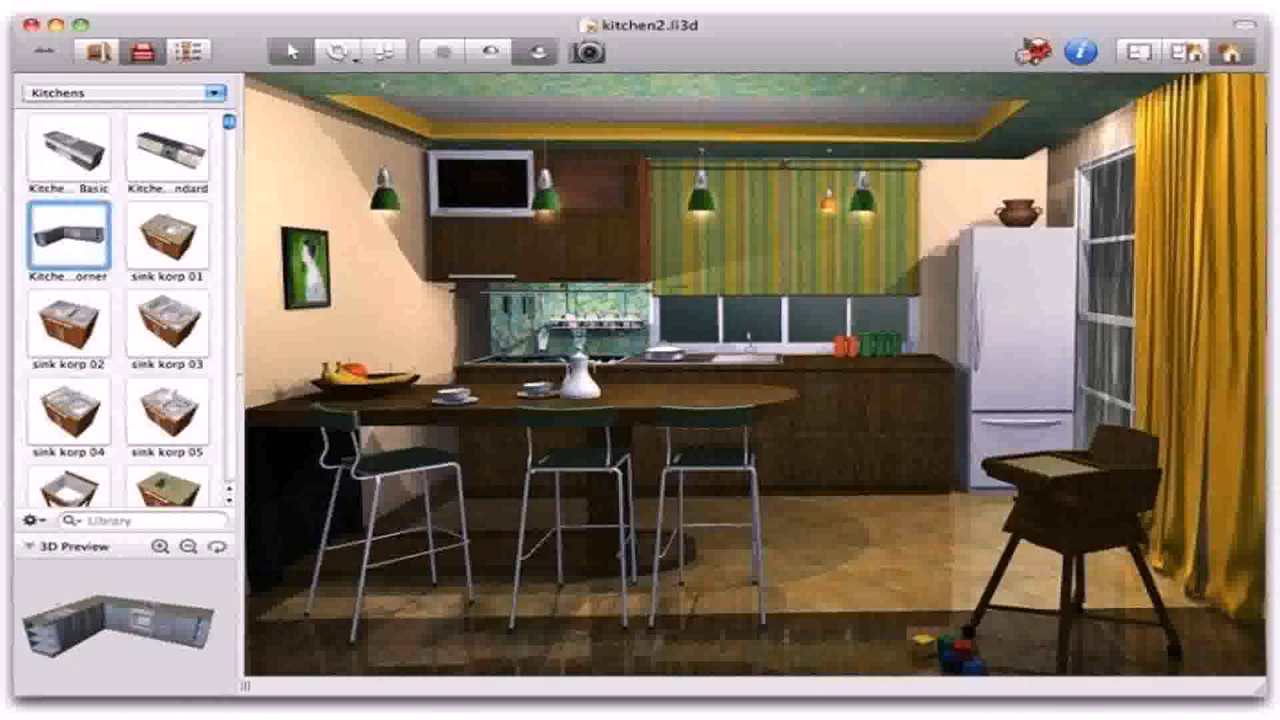 kitchen2.li3d
Kitchens
Kitche... Basic
Kitche...ndard
Kitche...orner
sink korp 01
sink korp 02
sink korp 03
sink korp 04
sink korp 05
Library
3D Preview